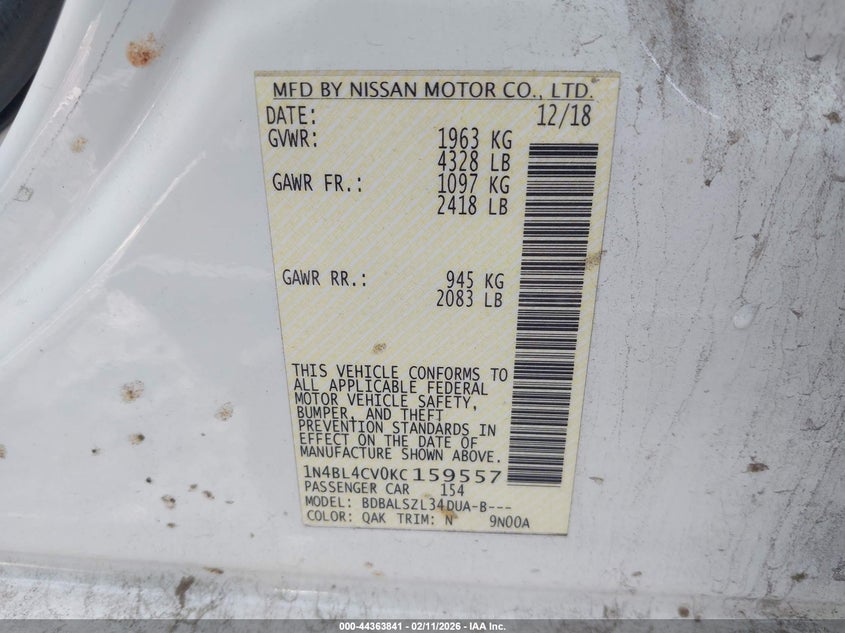 MFD BY NISSAN MOTOR CO., LTD.
DATE: 12/18
GVWR: 1963 KG
4328 LB
GAWR FR.: 1097 KG
2418 LB
GAWR RR.: 945 KG
2083 LB
THIS VEHICLE CONFORMS TO
ALL APPLICABLE FEDERAL
MOTOR VEHICLE SAFETY,
BUMPER, AND THEFT
PREVENTION STANDARDS IN
EFFECT ON THE DATE OF
MANUFACTURE SHOWN ABOVE.
1N4BL4CV0KC159557
PASSENGER CAR 154
MODEL: BDBALSZL34DUA-B---
COLOR: QAK TRIM: N 9N00A
000-44363841 - 02/11/2026 - IAA Inc.